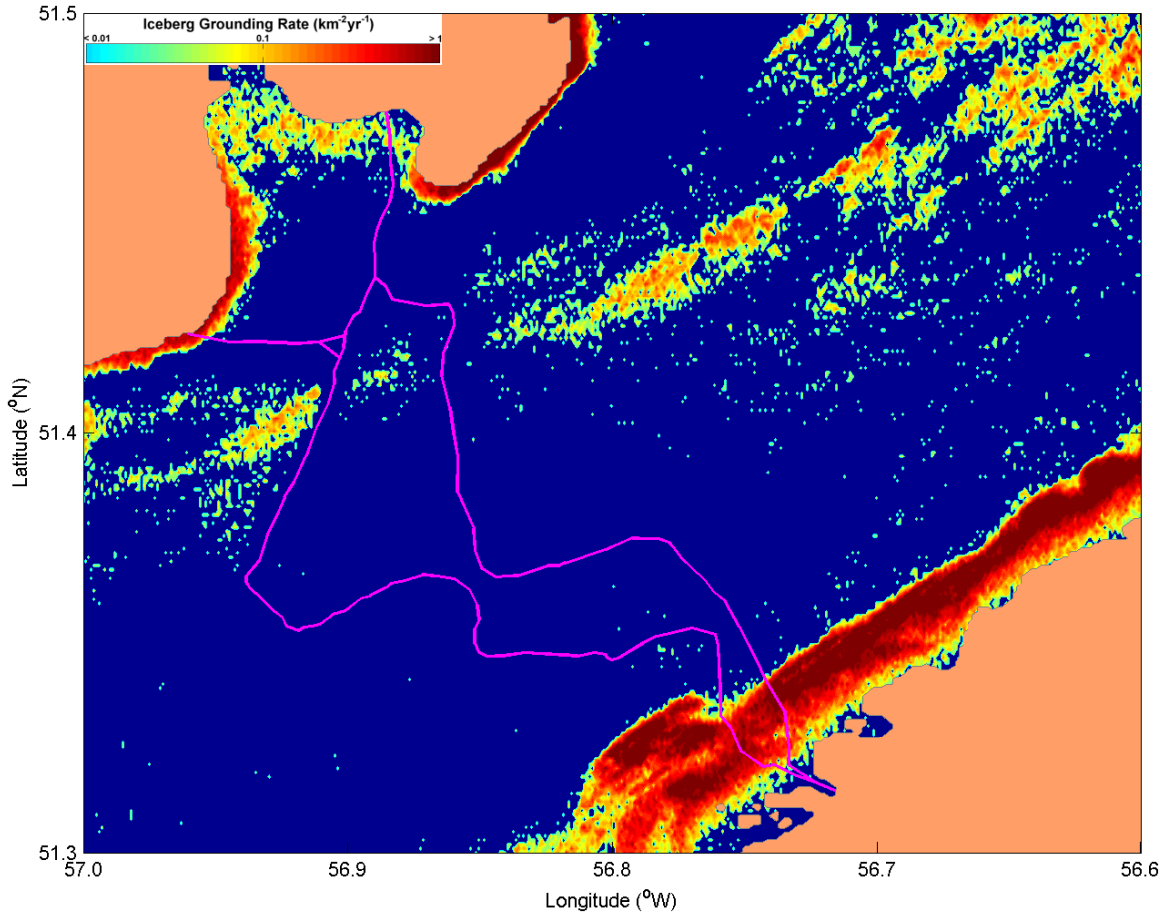 Iceberg Grounding Rate (km⁻²yr⁻¹)
< 0.01 0.1 > 1
51.5
51.4
51.3
Latitude (°N)
57.0 56.9 56.8 56.7 56.6
Longitude (°W)